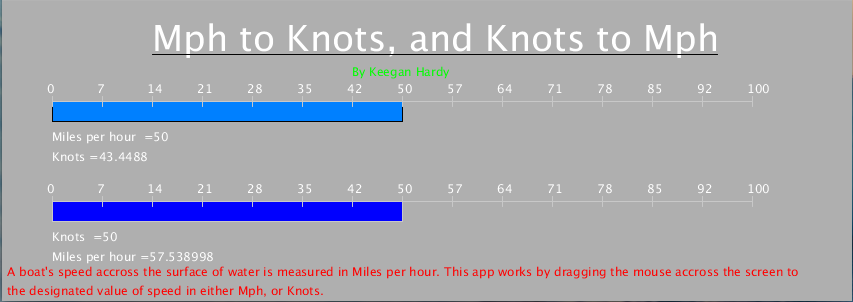 Mph to Knots, and Knots to Mph
By Keegan Hardy
0 7 14 21 28 35 42 50 57 64 71 78 85 92 100
Miles per hour =50
Knots =43.4488
0 7 14 21 28 35 42 50 57 64 71 78 85 92 100
Knots =50
Miles per hour =57.538998
A boat's speed accross the surface of water is measured in Miles per hour. This app works by dragging the mouse accross the screen to
the designated value of speed in either Mph, or Knots.